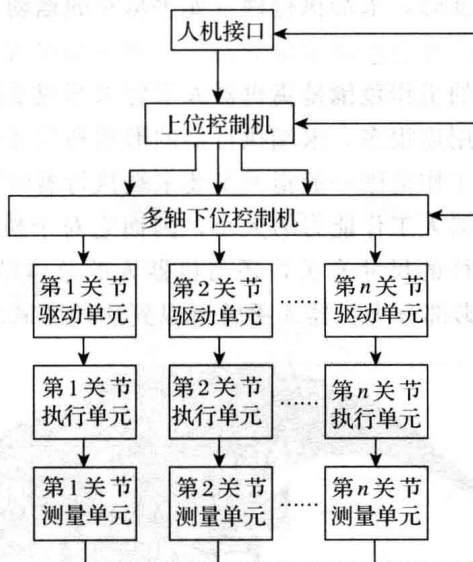 人机接口
上位控制机
多轴下位控制机
第1关节 第2关节 …… 第n关节
驱动单元 驱动单元 驱动单元
第1关节 第2关节 …… 第n关节
执行单元 执行单元 执行单元
第1关节 第2关节 …… 第n关节
测量单元 测量单元 测量单元